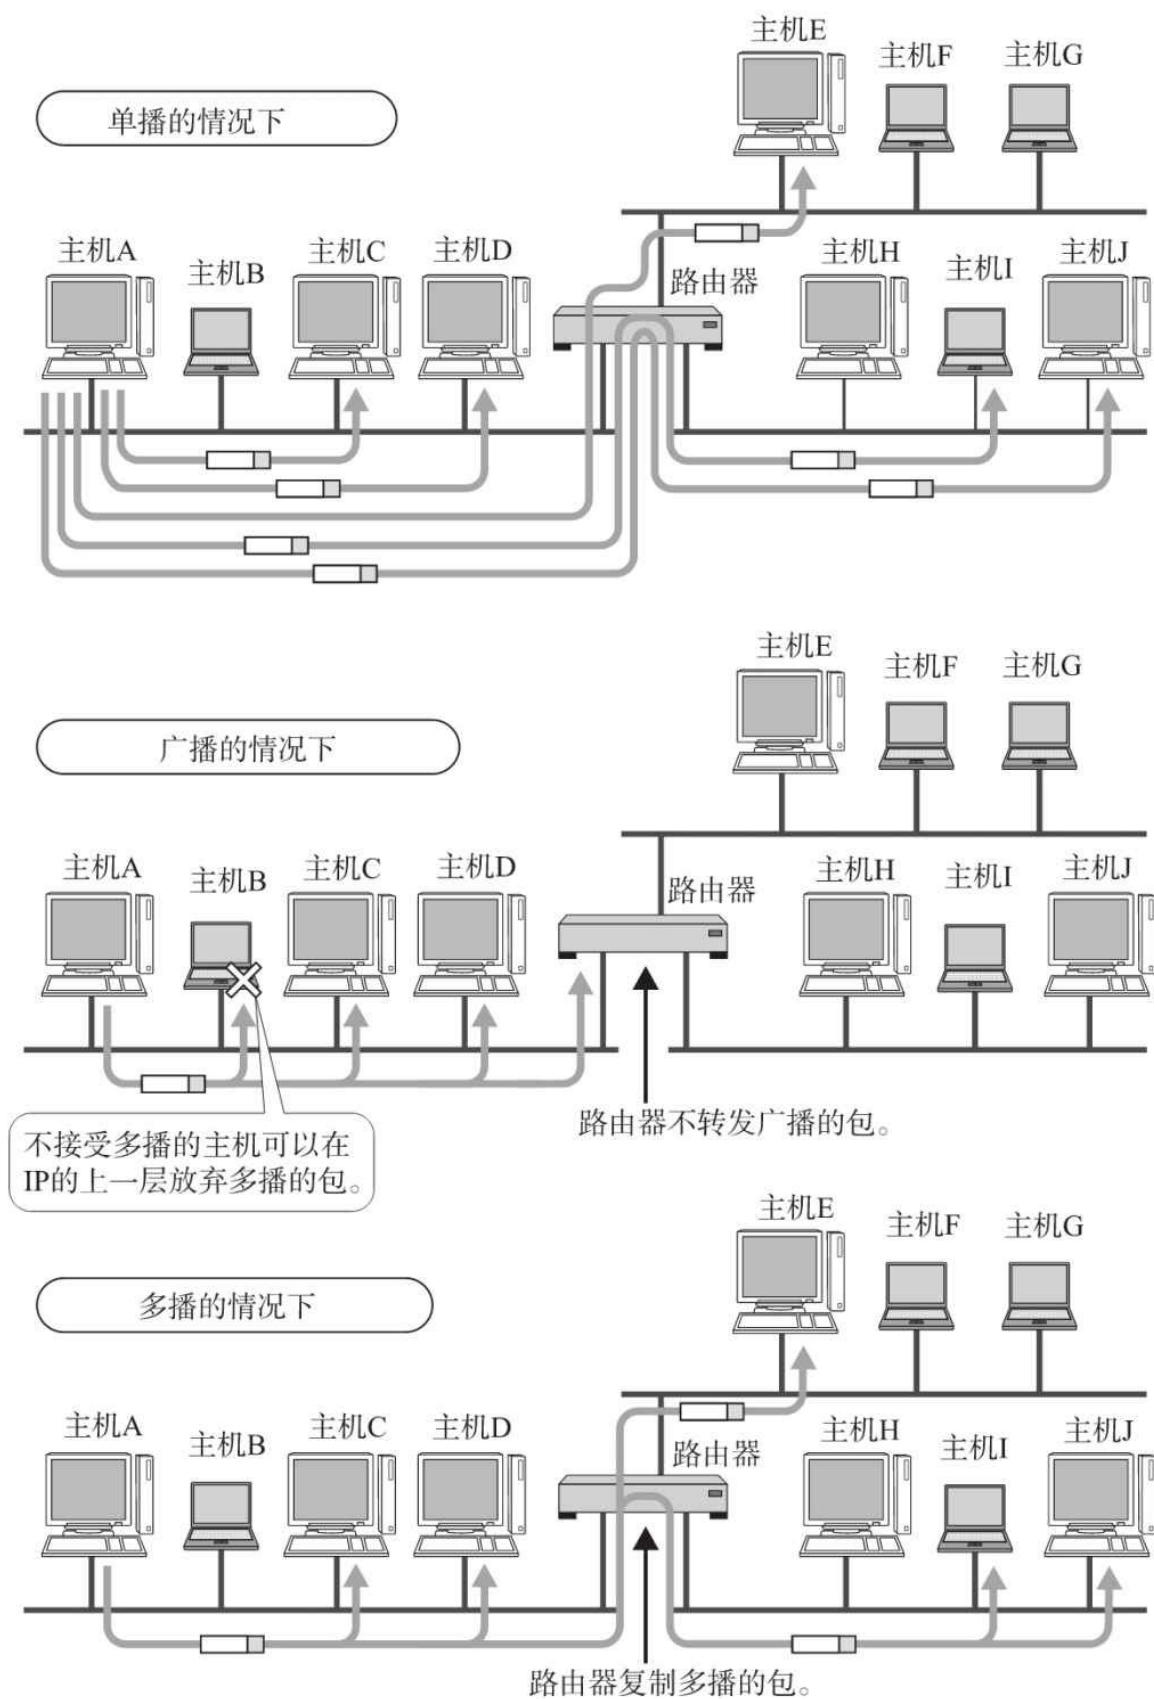 单播的情况下
主机E
主机F
主机G
主机A
主机B
主机C
主机D
路由器
主机H
主机I
主机J
广播的情况下
主机E
主机F
主机G
主机A
主机B
主机C
主机D
路由器
主机H
主机I
主机J
路由器不转发广播的包。
不接受多播的主机可以在
IP的上一层放弃多播的包。
多播的情况下
主机E
主机F
主机G
主机A
主机B
主机C
主机D
路由器
主机H
主机I
主机J
路由器复制多播的包。